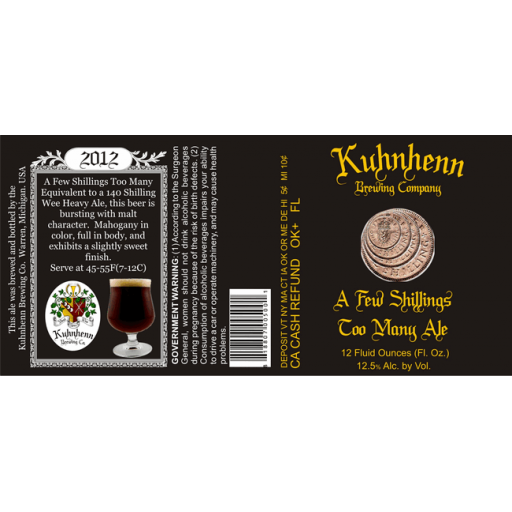 This ale was brewed and bottled by the
Kuhnhenn Brewing Co. Warren, Michigan. USA
2012
A Few Shillings Too Many
Equivalent to a 140 Shilling
Wee Heavy Ale, this beer is
bursting with malt
character. Mahogany in
color, full in body, and
exhibits a slightly sweet
finish.
Serve at 45-55F(7-12C)
Kuhnhenn
Brewing Co.
GOVERNMENT WARNING: (1) According to the Surgeon
General, women should not drink alcoholic beverages
during pregnancy because of the risk of birth defects. (2)
Consumption of alcoholic beverages impairs your ability
to drive a car or operate machinery, and may cause health
problems.
DEPOSIT VT NY MA CT IA OK OR ME DE HI 5¢ MI 10¢
CA CASH REFUND OK+ FL
Kuhnhenn
Brewing Company
A Few Shillings
Too Many Ale
12 Fluid Ounces (Fl. Oz.)
12.5% Alc. by Vol.